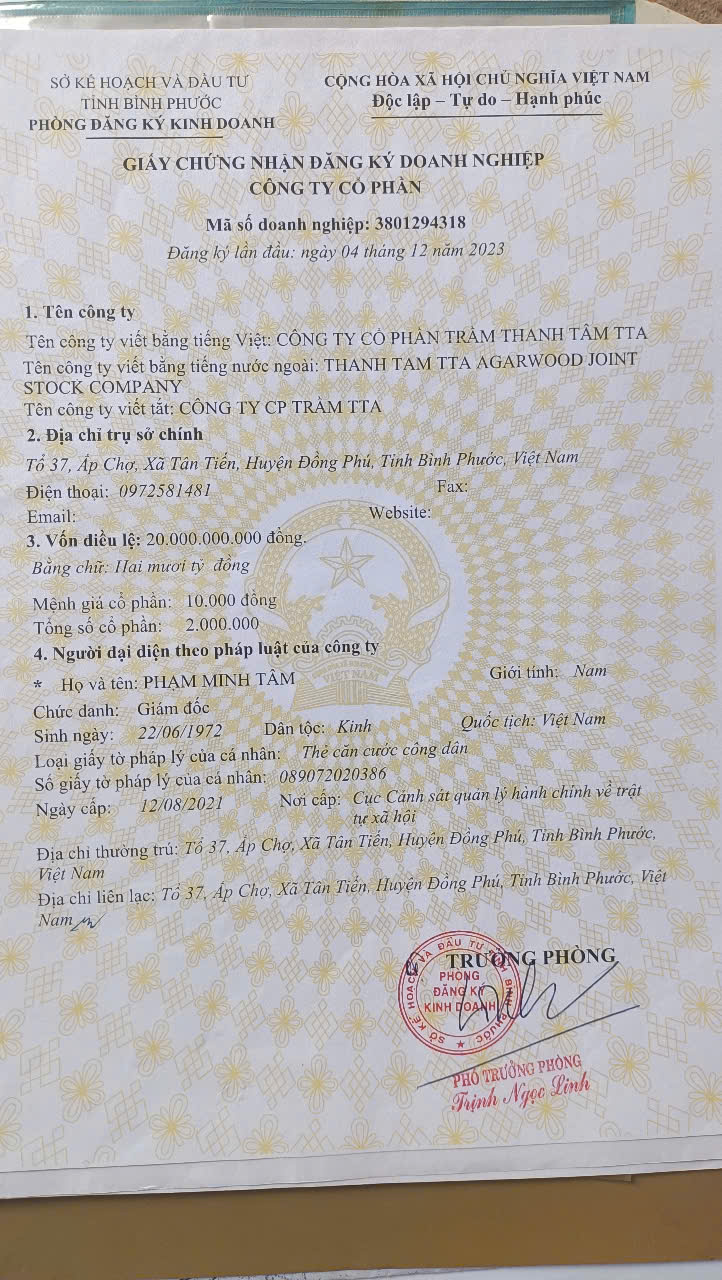 SỞ KẾ HOẠCH VÀ ĐẦU TƯ
TỈNH BÌNH PHƯỚC
PHÒNG ĐĂNG KÝ KINH DOANH
CỘNG HÒA XÃ HỘI CHỦ NGHĨA VIỆT NAM
Độc lập – Tự do – Hạnh phúc
GIẤY CHỨNG NHẬN ĐĂNG KÝ DOANH NGHIỆP
CÔNG TY CỔ PHẦN
Mã số doanh nghiệp: 3801294318
Đăng ký lần đầu: ngày 04 tháng 12 năm 2023
1. Tên công ty
Tên công ty viết bằng tiếng Việt: CÔNG TY CỔ PHẦN TRẦM THANH TÂM TTA
Tên công ty viết bằng tiếng nước ngoài: THANH TAM TTA AGARWOOD JOINT
STOCK COMPANY
Tên công ty viết tắt: CÔNG TY CP TRẦM TTA
2. Địa chỉ trụ sở chính
Tổ 37, Ấp Chợ, Xã Tân Tiến, Huyện Đồng Phú, Tỉnh Bình Phước, Việt Nam
Điện thoại: 0972581481 Fax:
Email: Website:
3. Vốn điều lệ: 20.000.000.000 đồng.
Bằng chữ: Hai mươi tỷ đồng
Mệnh giá cổ phần: 10.000 đồng
Tổng số cổ phần: 2.000.000
4. Người đại diện theo pháp luật của công ty
* Họ và tên: PHẠM MINH TÂM Giới tính: Nam
Chức danh: Giám đốc
Sinh ngày: 22/06/1972 Dân tộc: Kinh Quốc tịch: Việt Nam
Loại giấy tờ pháp lý của cá nhân: Thẻ căn cước công dân
Số giấy tờ pháp lý của cá nhân: 089072020386
Ngày cấp: 12/08/2021 Nơi cấp: Cục Cảnh sát quản lý hành chính về trật
tự xã hội
Địa chỉ thường trú: Tổ 37, Ấp Chợ, Xã Tân Tiến, Huyện Đồng Phú, Tỉnh Bình Phước,
Việt Nam
Địa chỉ liên lạc: Tổ 37, Ấp Chợ, Xã Tân Tiến, Huyện Đồng Phú, Tỉnh Bình Phước, Việt
Nam
TRƯỞNG PHÒNG
SỞ KẾ HOẠCH VÀ ĐẦU TƯ TỈNH BÌNH PHƯỚC
PHÒNG
ĐĂNG KÝ
KINH DOANH
PHÓ TRƯỞNG PHÒNG
Trịnh Ngọc Linh
VIỆT NAM